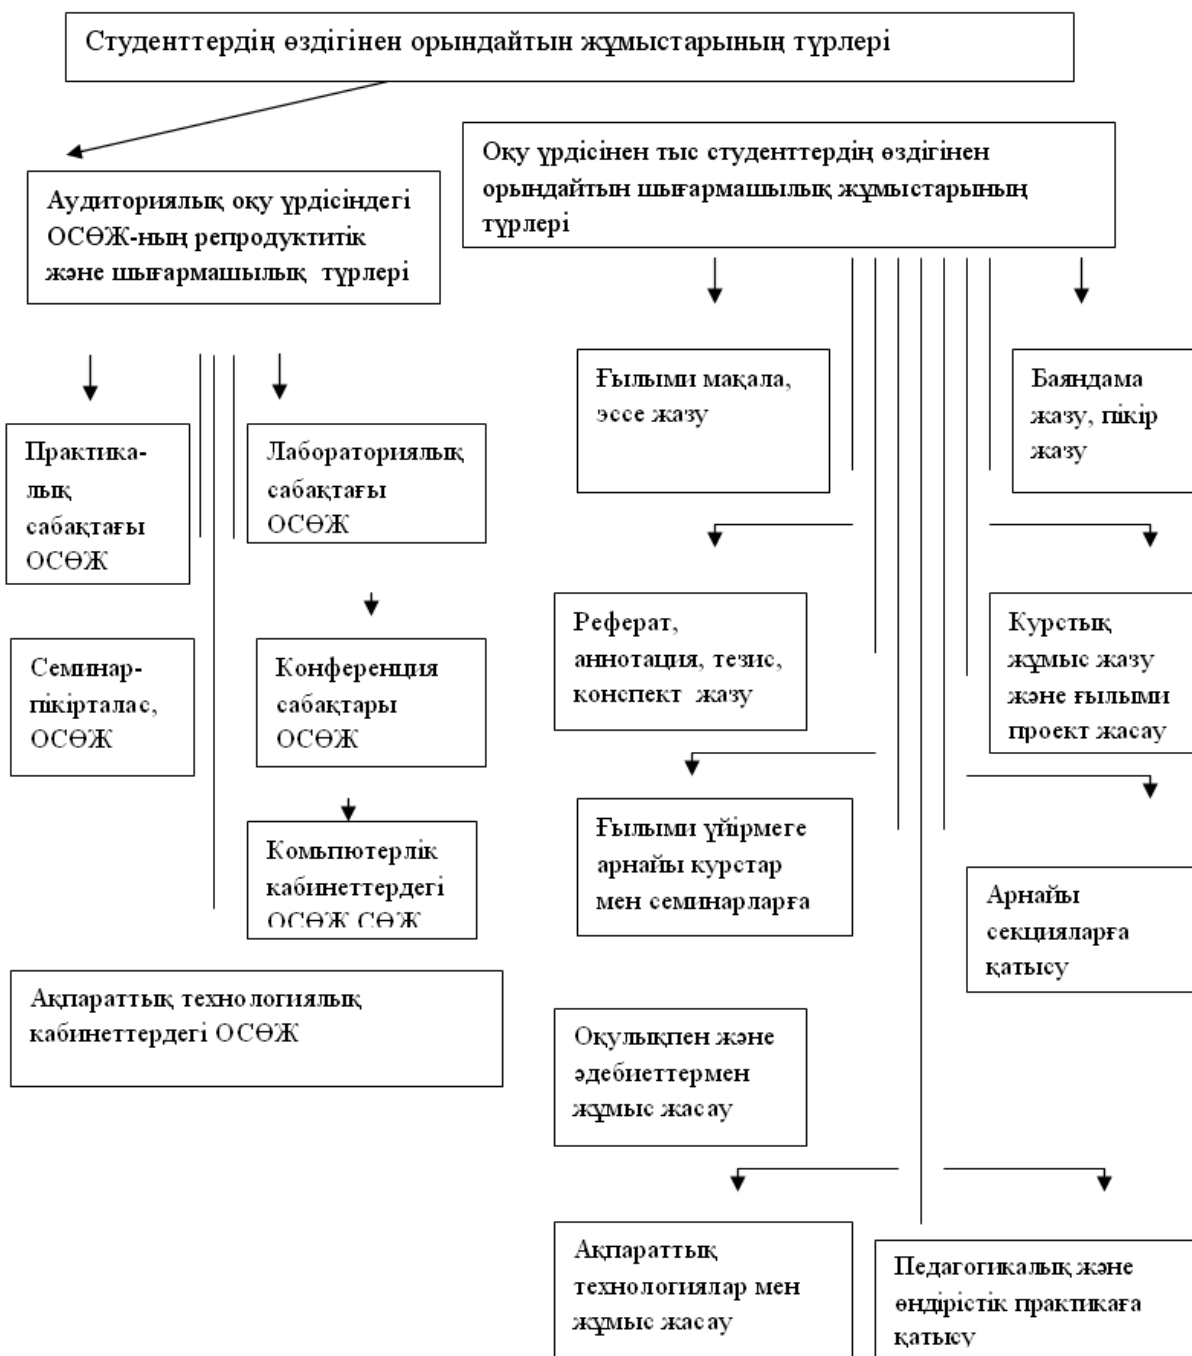 Студенттердің өздігінен орындайтын жұмыстарының түрлері
Оқу үрдісінен тыс студенттердің өздігінен
орындайтын шығармашылық жұмыстарының
түрлері
Аудиториялық оқу үрдісіндегі
ОСӨЖ-ның репродуктитік
және шығармашылық түрлері
Ғылыми мақала,
эссе жазу
Баяндама
жазу, пікір
жазу
Практика-
лық
сабақтағы
ОСӨЖ
Лабораториялық
сабақтағы
ОСӨЖ
Реферат,
аннотация, тезис,
конспект жазу
Курстық
жұмыс жазу
және ғылыми
проект жасау
Семинар-
пікірталас,
ОСӨЖ
Конференция
сабақтары
ОСӨЖ
Ғылыми үйірмеге
арнайы курстар
мен семинарларға
Комьпютерлік
кабинеттердегі
ОСӨЖ СӨЖ
Арнайы
секцияларға
қатысу
Ақпараттық технологиялық
кабинеттердегі ОСӨЖ
Оқулықпен және
әдебиеттермен
жұмыс жасау
Ақпараттық
технологиялар мен
жұмыс жасау
Педагогикалық және
өндірістік практикаға
қатысу